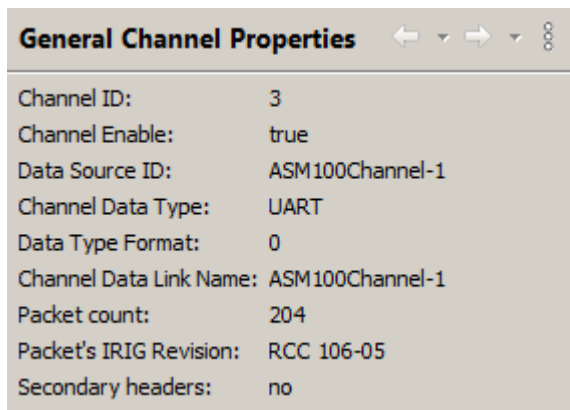 General Channel Properties
Channel ID: 3
Channel Enable: true
Data Source ID: ASM100Channel-1
Channel Data Type: UART
Data Type Format: 0
Channel Data Link Name: ASM100Channel-1
Packet count: 204
Packet's IRIG Revision: RCC 106-05
Secondary headers: no